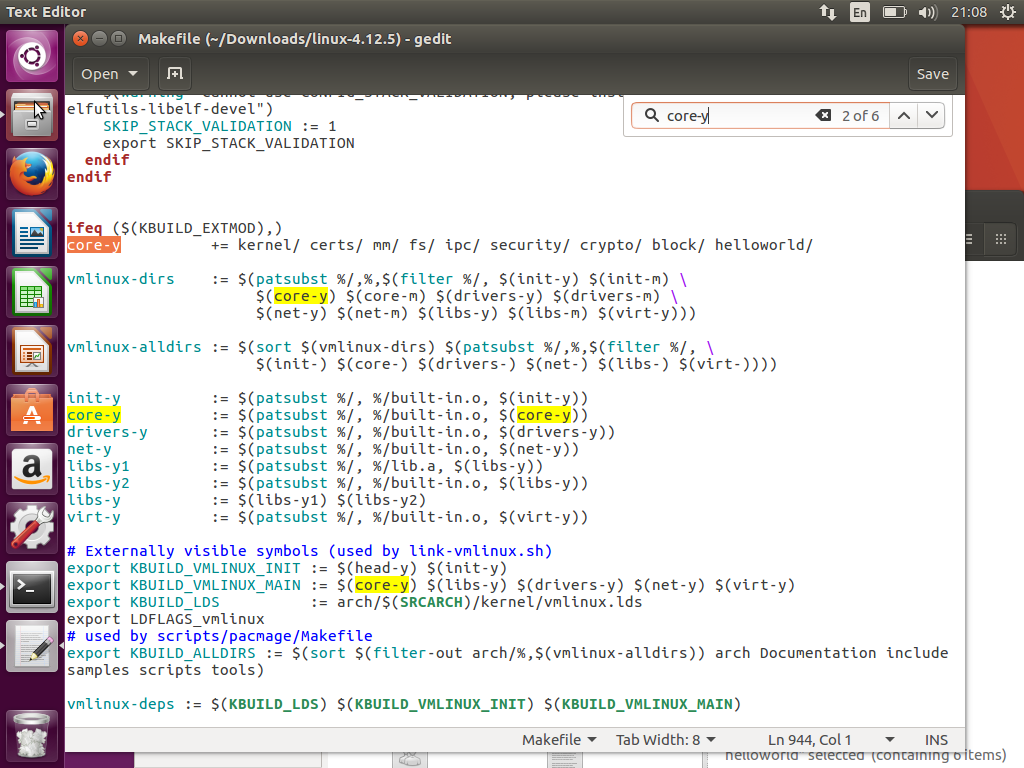 Text Editor
En
21:08
Makefile (~/Downloads/linux-4.12.5) - gedit
Open
Save
core-y
2 of 6
elfutils-libelf-devel")
SKIP_STACK_VALIDATION := 1
export SKIP_STACK_VALIDATION
endif
endif
ifeq ($(KBUILD_EXTMOD),)
core-y += kernel/ certs/ mm/ fs/ ipc/ security/ crypto/ block/ helloworld/
vmlinux-dirs := $(patsubst %/,%,$(filter %/, $(init-y) $(init-m) \
$(core-y) $(core-m) $(drivers-y) $(drivers-m) \
$(net-y) $(net-m) $(libs-y) $(libs-m) $(virt-y)))
vmlinux-alldirs := $(sort $(vmlinux-dirs) $(patsubst %/,%,$(filter %/, \
$(init-) $(core-) $(drivers-) $(net-) $(libs-) $(virt-))))
init-y := $(patsubst %/, %/built-in.o, $(init-y))
core-y := $(patsubst %/, %/built-in.o, $(core-y))
drivers-y := $(patsubst %/, %/built-in.o, $(drivers-y))
net-y := $(patsubst %/, %/built-in.o, $(net-y))
libs-y1 := $(patsubst %/, %/lib.a, $(libs-y))
libs-y2 := $(patsubst %/, %/built-in.o, $(libs-y))
libs-y := $(libs-y1) $(libs-y2)
virt-y := $(patsubst %/, %/built-in.o, $(virt-y))
# Externally visible symbols (used by link-vmlinux.sh)
export KBUILD_VMLINUX_INIT := $(head-y) $(init-y)
export KBUILD_VMLINUX_MAIN := $(core-y) $(libs-y) $(drivers-y) $(net-y) $(virt-y)
export KBUILD_LDS := arch/$(SRCARCH)/kernel/vmlinux.lds
export LDFLAGS_vmlinux
# used by scripts/pacmage/Makefile
export KBUILD_ALLDIRS := $(sort $(filter-out arch/%,$(vmlinux-alldirs)) arch Documentation include
samples scripts tools)
vmlinux-deps := $(KBUILD_LDS) $(KBUILD_VMLINUX_INIT) $(KBUILD_VMLINUX_MAIN)
Makefile
Tab Width: 8
Ln 944, Col 1
INS
"helloworld" selected (containing 6 items)